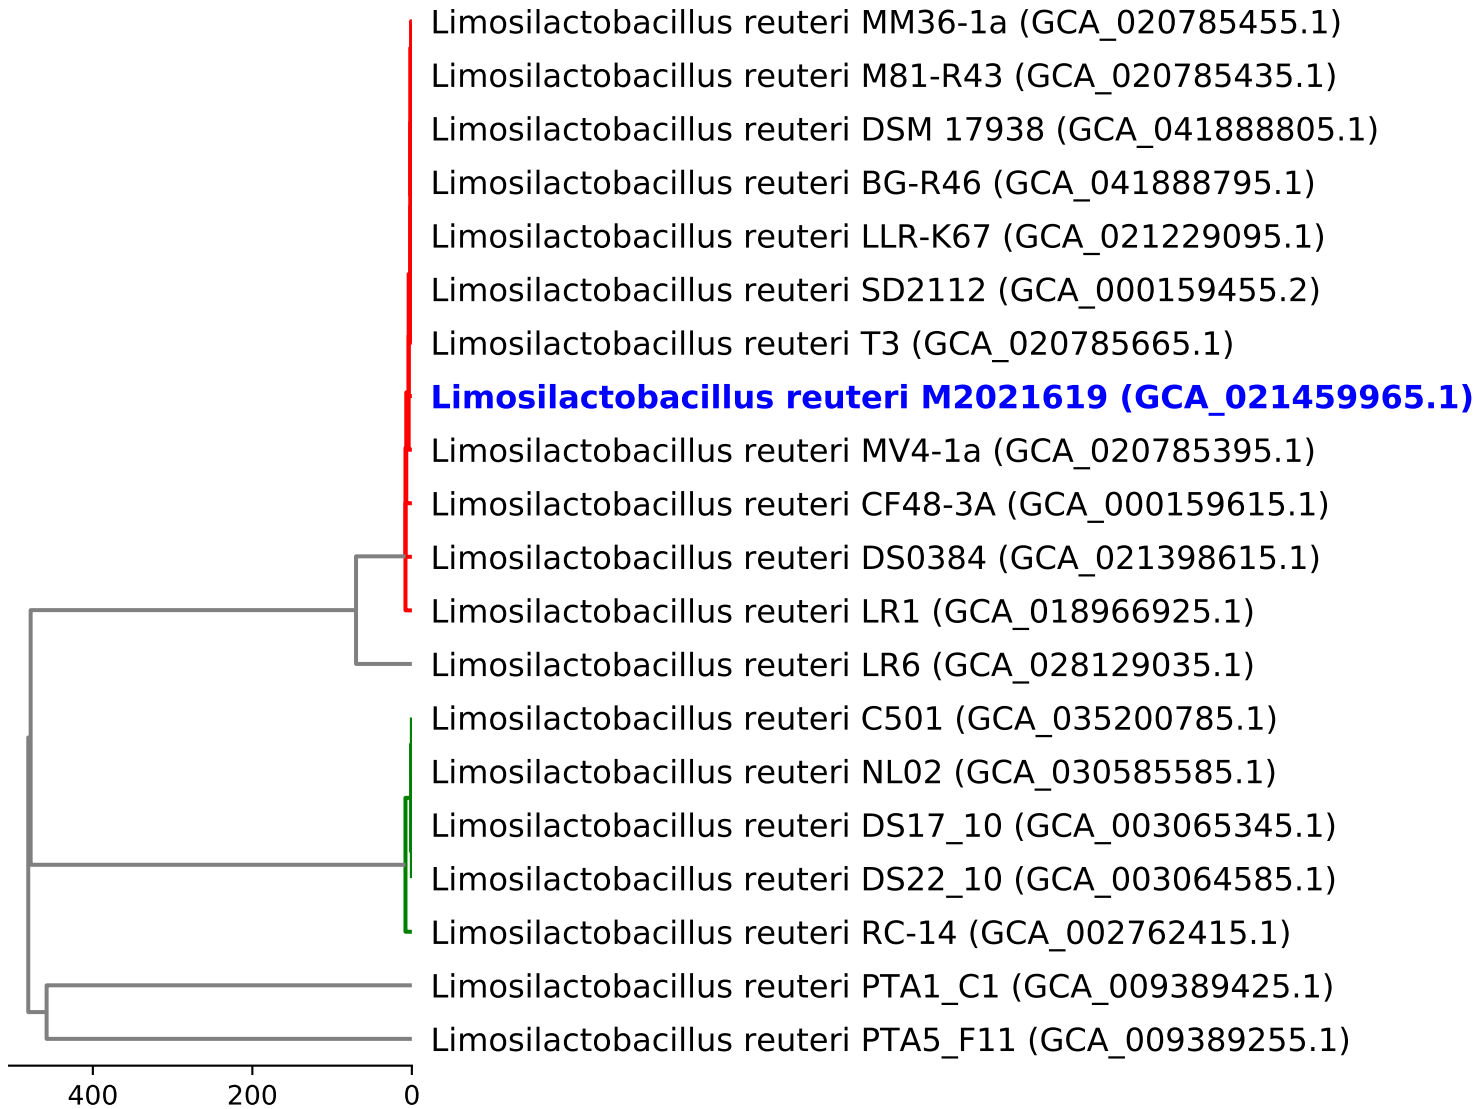 Limosilactobacillus reuteri MM36-1a (GCA_020785455.1)
Limosilactobacillus reuteri M81-R43 (GCA_020785435.1)
Limosilactobacillus reuteri DSM 17938 (GCA_041888805.1)
Limosilactobacillus reuteri BG-R46 (GCA_041888795.1)
Limosilactobacillus reuteri LLR-K67 (GCA_021229095.1)
Limosilactobacillus reuteri SD2112 (GCA_000159455.2)
Limosilactobacillus reuteri T3 (GCA_020785665.1)
Limosilactobacillus reuteri M2021619 (GCA_021459965.1)
Limosilactobacillus reuteri MV4-1a (GCA_020785395.1)
Limosilactobacillus reuteri CF48-3A (GCA_000159615.1)
Limosilactobacillus reuteri DS0384 (GCA_021398615.1)
Limosilactobacillus reuteri LR1 (GCA_018966925.1)
Limosilactobacillus reuteri LR6 (GCA_028129035.1)
Limosilactobacillus reuteri C501 (GCA_035200785.1)
Limosilactobacillus reuteri NL02 (GCA_030585585.1)
Limosilactobacillus reuteri DS17_10 (GCA_003065345.1)
Limosilactobacillus reuteri DS22_10 (GCA_003064585.1)
Limosilactobacillus reuteri RC-14 (GCA_002762415.1)
Limosilactobacillus reuteri PTA1_C1 (GCA_009389425.1)
Limosilactobacillus reuteri PTA5_F11 (GCA_009389255.1)
400 200 0